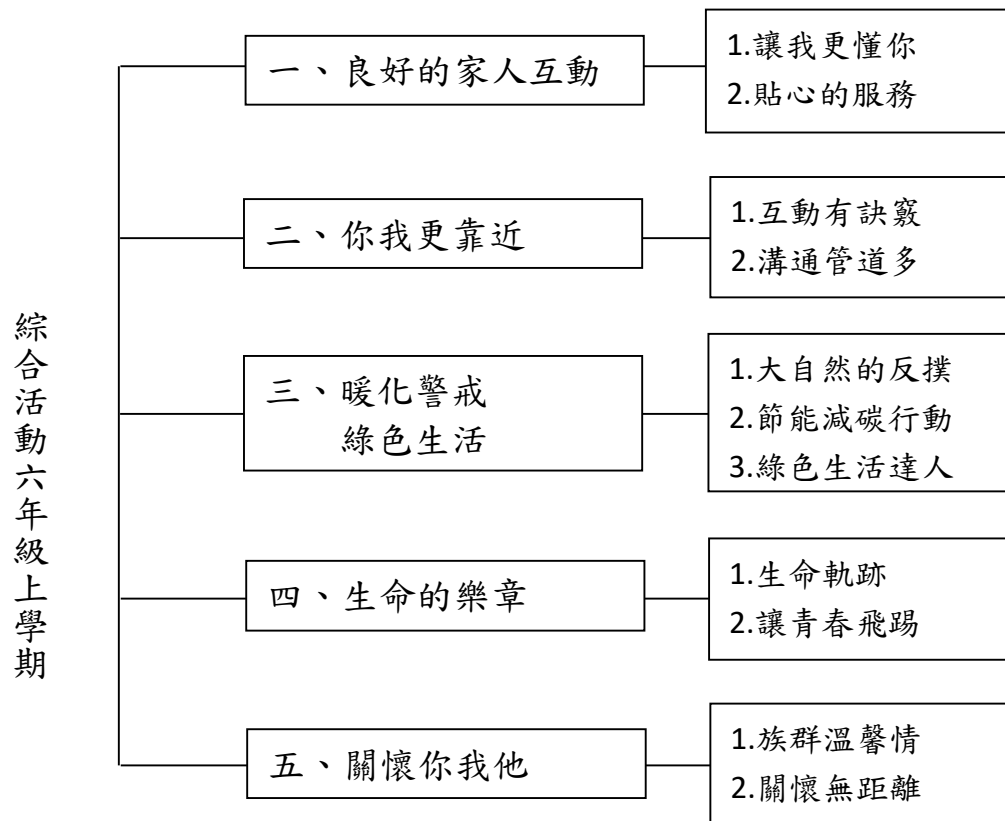 綜合活動六年級上學期
一、良好的家人互動
1.讓我更懂你
2.貼心的服務
二、你我更靠近
1.互動有訣竅
2.溝通管道多
三、暖化警戒
綠色生活
1.大自然的反撲
2.節能減碳行動
3.綠色生活達人
四、生命的樂章
1.生命軌跡
2.讓青春飛踢
五、關懷你我他
1.族群溫馨情
2.關懷無距離